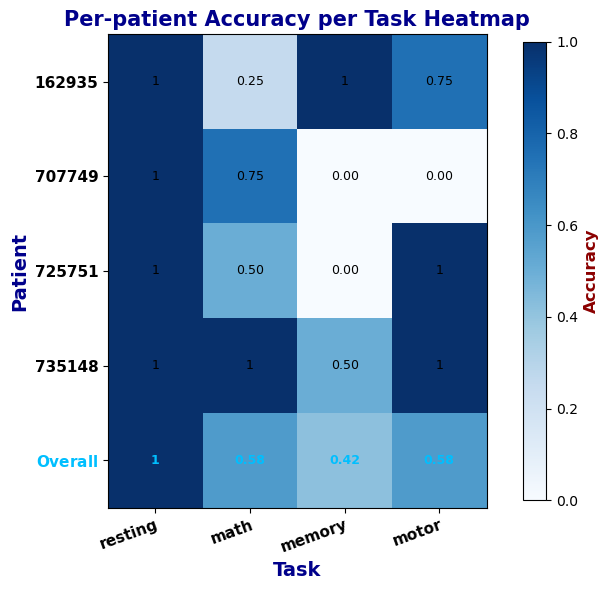 Per-patient Accuracy per Task Heatmap
1.0
162935 1 0.25 1 0.75
0.8
707749 1 0.75 0.00 0.00
0.6
Patient
725751 1 0.50 0.00 1
Accuracy
0.4
735148 1 1 0.50 1
0.2
Overall 1 0.42
0.0
resting math memory motor
Task